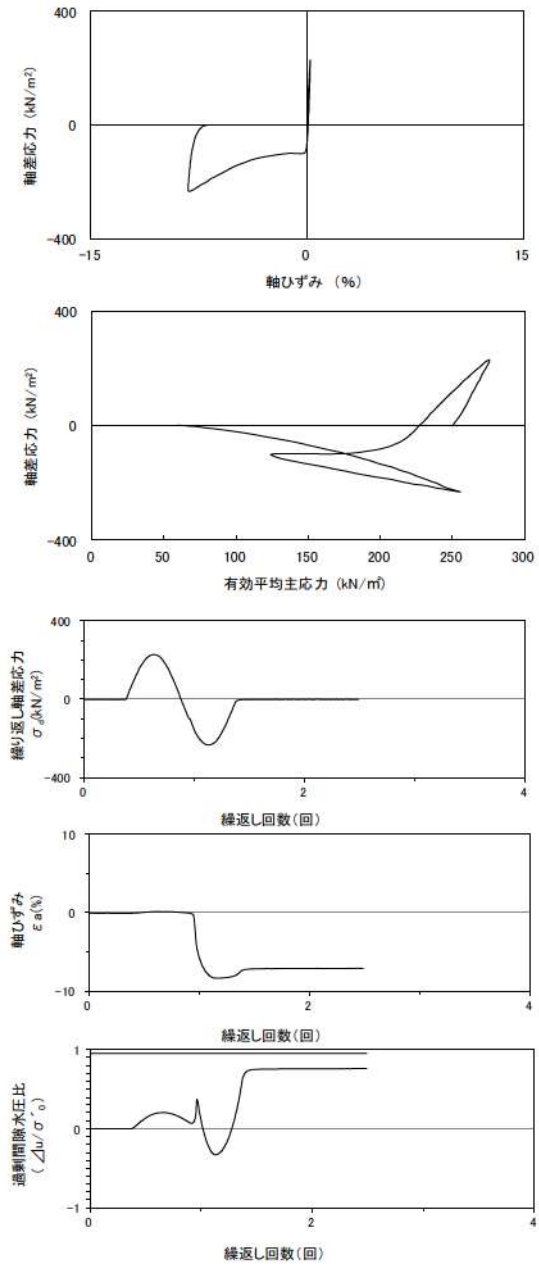 400
0
-400
軸差応力 (kN/m²)
-15
0
15
軸ひずみ (%)
400
0
-400
軸差応力 (kN/m²)
0
50
100
150
200
250
300
有効平均主応力 (kN/㎡)
400
0
-400
繰り返し軸差応力
σd(kN/m²)
0
2
4
繰返し回数(回)
10
0
-10
軸ひずみ
εa(%)
0
2
4
繰返し回数(回)
1
0
-1
過剰間隙水圧比
(⊿u/σ'₀)
0
2
4
繰返し回数(回)